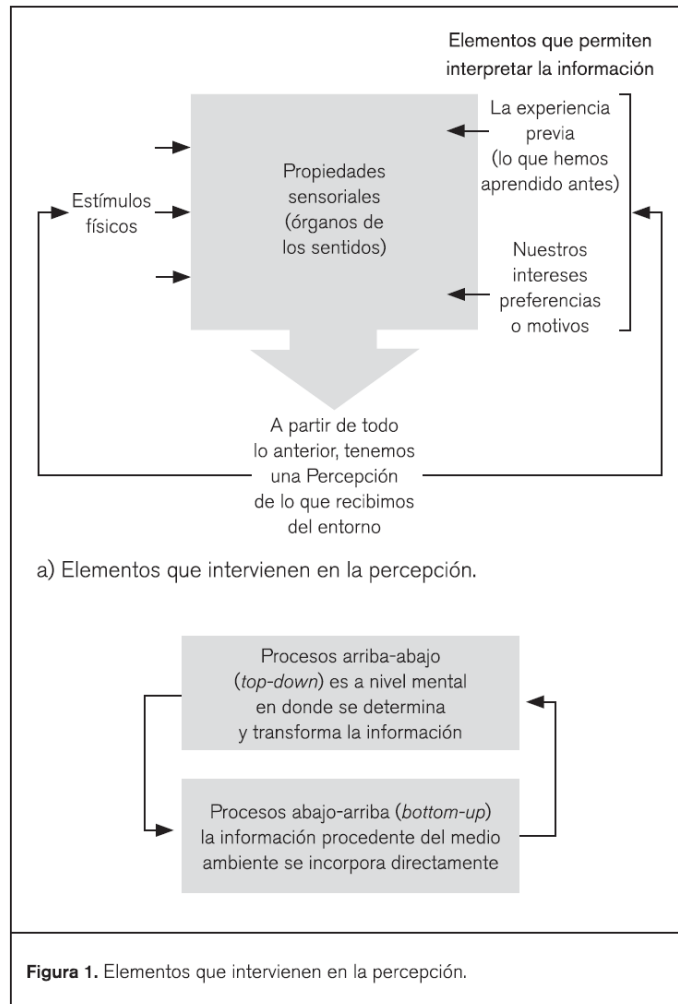 Elementos que permiten
interpretar la información
La experiencia
previa
(lo que hemos
aprendido antes)
Propiedades
sensoriales
(órganos de
los sentidos)
Estímulos
físicos
Nuestros
intereses
preferencias
o motivos
A partir de todo
lo anterior, tenemos
una Percepción
de lo que recibimos
del entorno
a) Elementos que intervienen en la percepción.
Procesos arriba-abajo
(top-down) es a nivel mental
en donde se determina
y transforma la información
Procesos abajo-arriba (bottom-up)
la información procedente del medio
ambiente se incorpora directamente
Figura 1. Elementos que intervienen en la percepción.